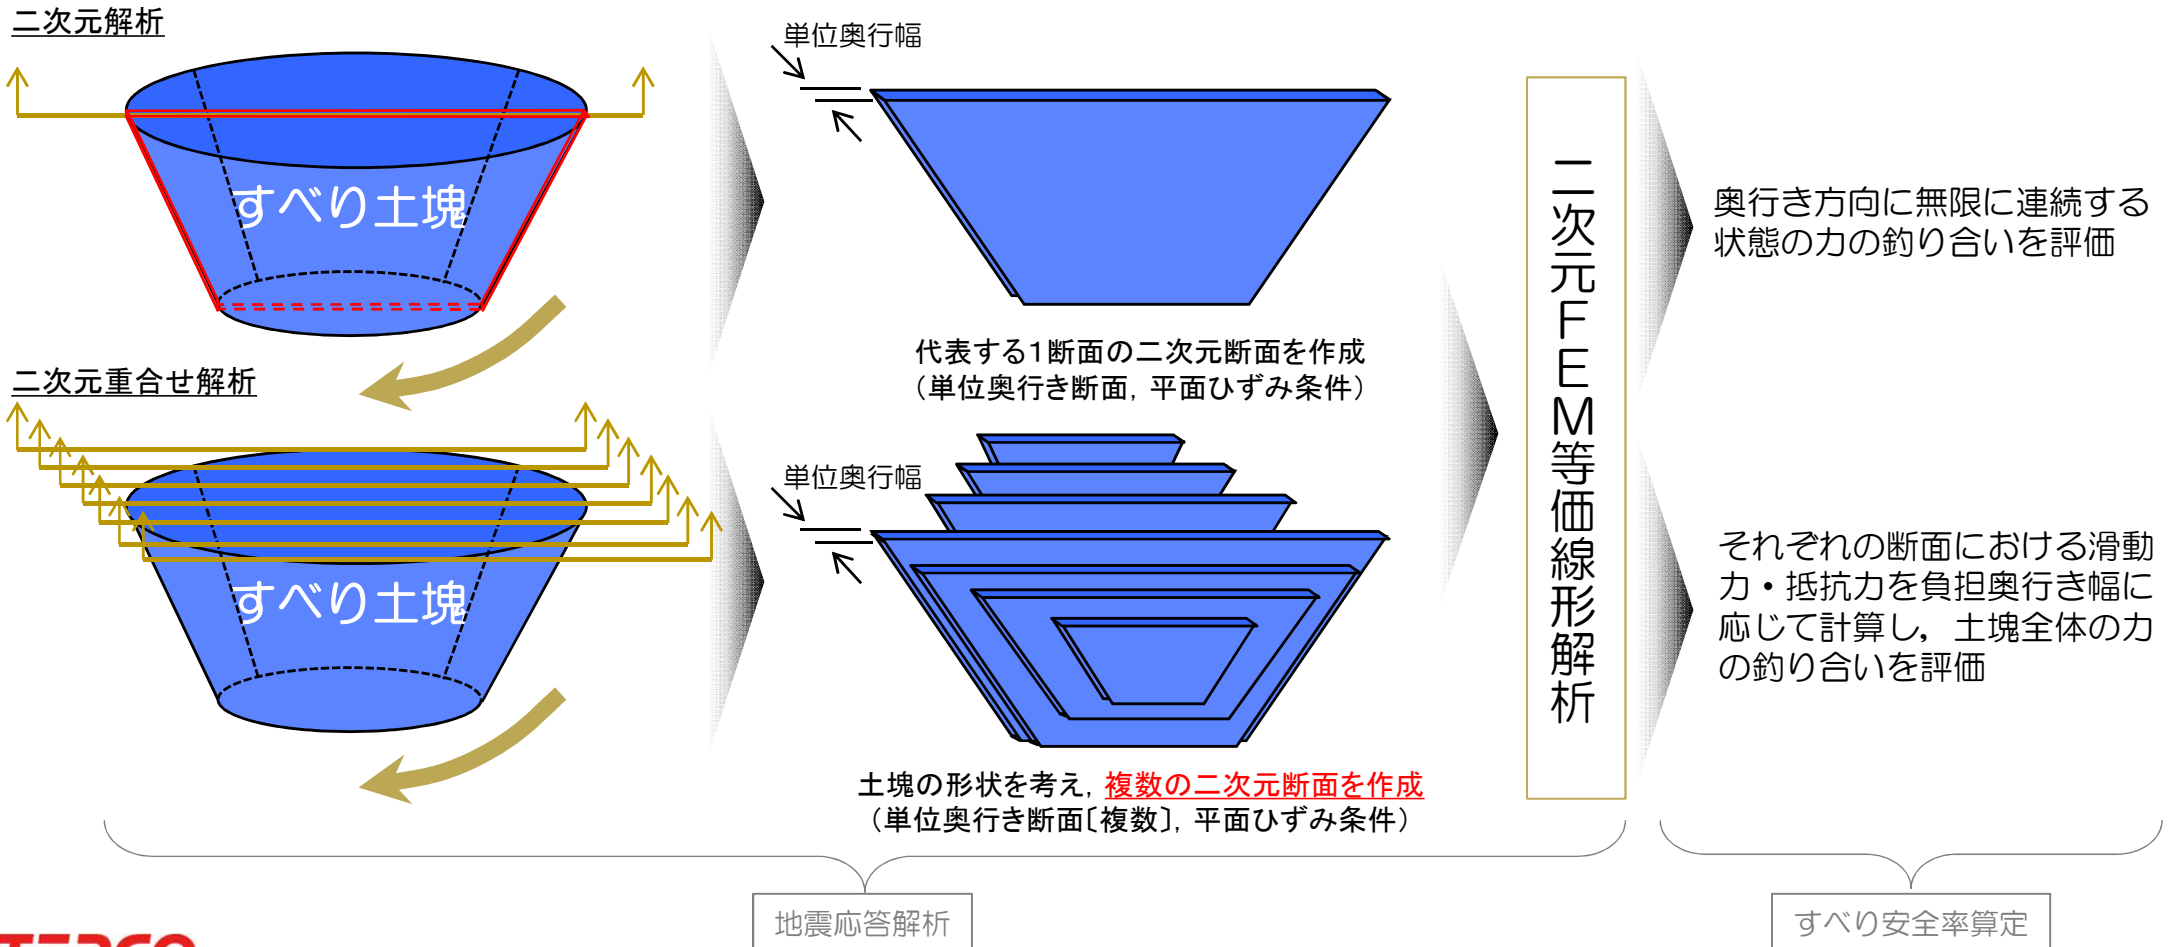 二次元解析
単位奥行幅
すべり土塊
代表する1断面の二次元断面を作成
（単位奥行き断面，平面ひずみ条件）
二次元重合せ解析
単位奥行幅
すべり土塊
土塊の形状を考え，複数の二次元断面を作成
（単位奥行き断面〔複数〕，平面ひずみ条件）
二次元ＦＥＭ等価線形解析
奥行き方向に無限に連続する
状態の力の釣り合いを評価
それぞれの断面における滑動
力・抵抗力を負担奥行き幅に
応じて計算し，土塊全体の力
の釣り合いを評価
地震応答解析
すべり安全率算定
TEPCO